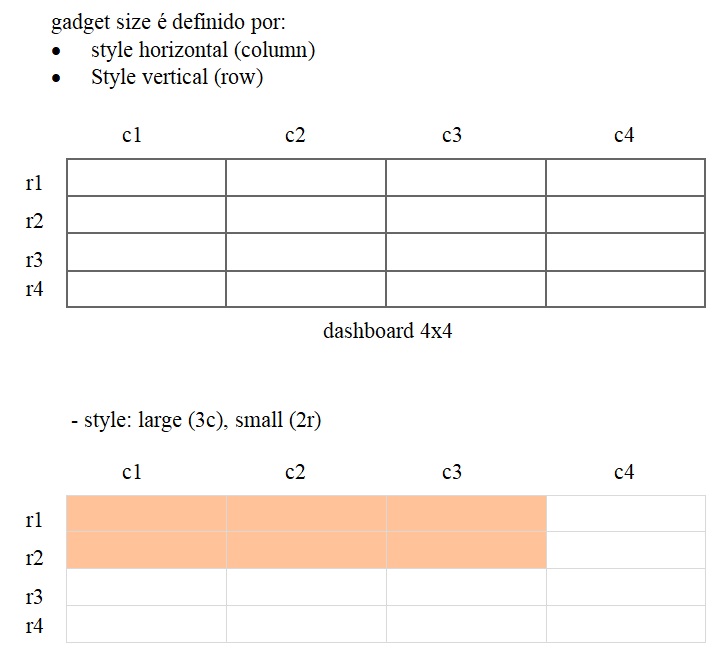 gadget size é definido por:
• style horizontal (column)
• Style vertical (row)
c1 c2 c3 c4
r1
r2
r3
r4
dashboard 4x4
- style: large (3c), small (2r)
c1 c2 c3 c4
r1
r2
r3
r4